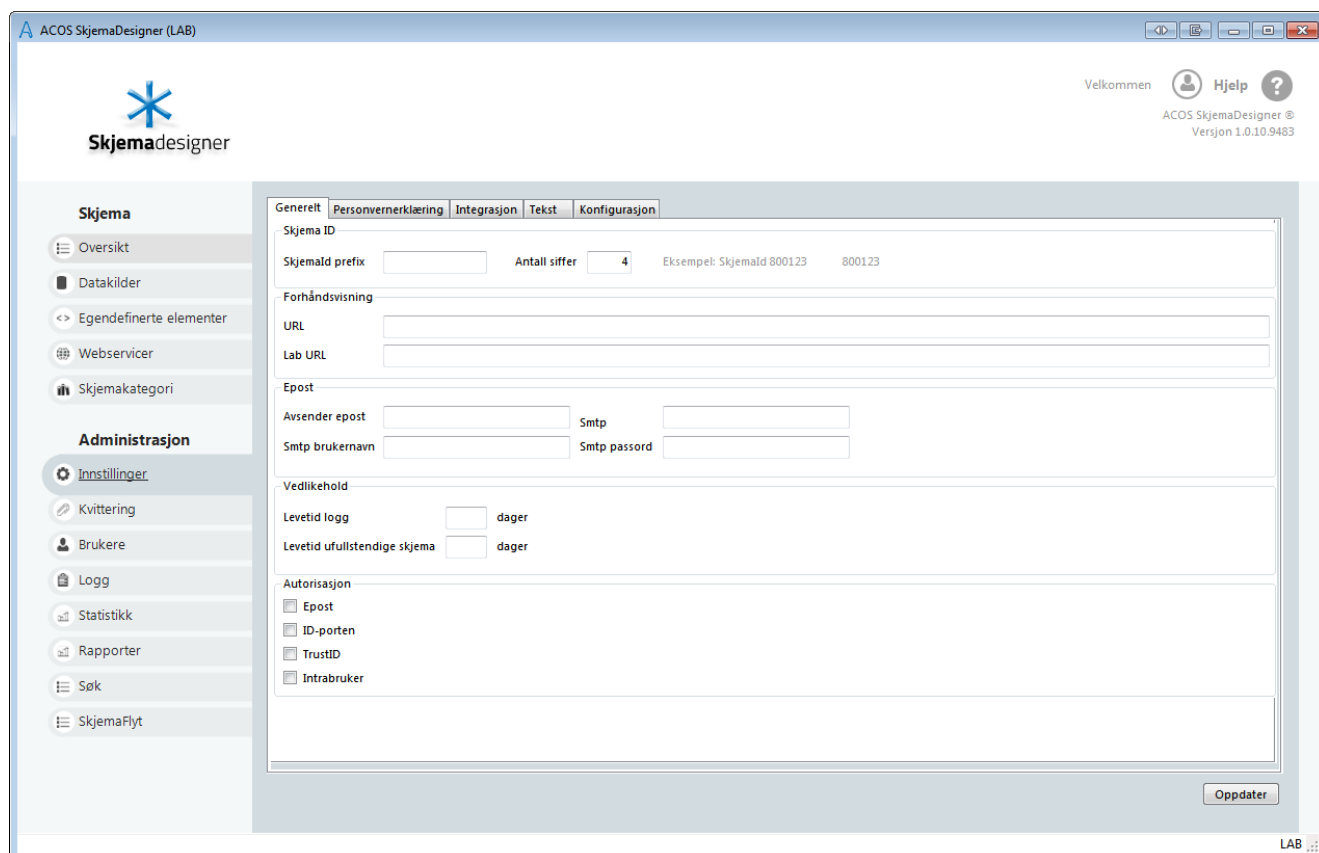 ACOS SkjemaDesigner (LAB)
Velkommen Hjelp ?
ACOS SkjemaDesigner ®
Versjon 1.0.10.9483
Skjemadesigner
Skjema
Oversikt
Datakilder
Egendefinerte elementer
Webservicer
Skjemakategori
Administrasjon
Innstillinger
Kvittering
Brukere
Logg
Statistikk
Rapporter
Søk
SkjemaFlyt
Generelt Personvernerklæring Integrasjon Tekst Konfigurasjon
Skjema ID
SkjemaId prefix Antall siffer 4 Eksempel: SkjemaId 800123 800123
Forhåndsvisning
URL
Lab URL
Epost
Avsender epost Smtp
Smtp brukernavn Smtp passord
Vedlikehold
Levetid logg dager
Levetid ufullstendige skjema dager
Autorisasjon
Epost
ID-porten
TrustID
Intrabruker
Oppdater
LAB